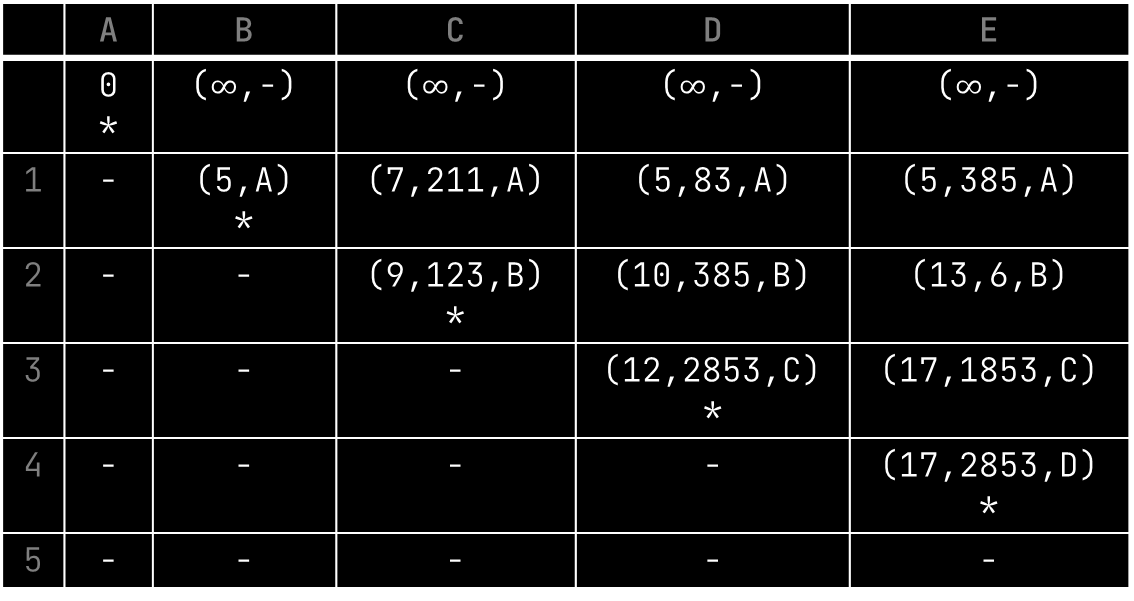 A B C D E
0 (∞,-) (∞,-) (∞,-) (∞,-)
*
1 - (5,A) (7,211,A) (5,83,A) (5,385,A)
*
2 - - (9,123,B) (10,385,B) (13,6,B)
*
3 - - - (12,2853,C) (17,1853,C)
*
4 - - - - (17,2853,D)
*
5 - - - - -